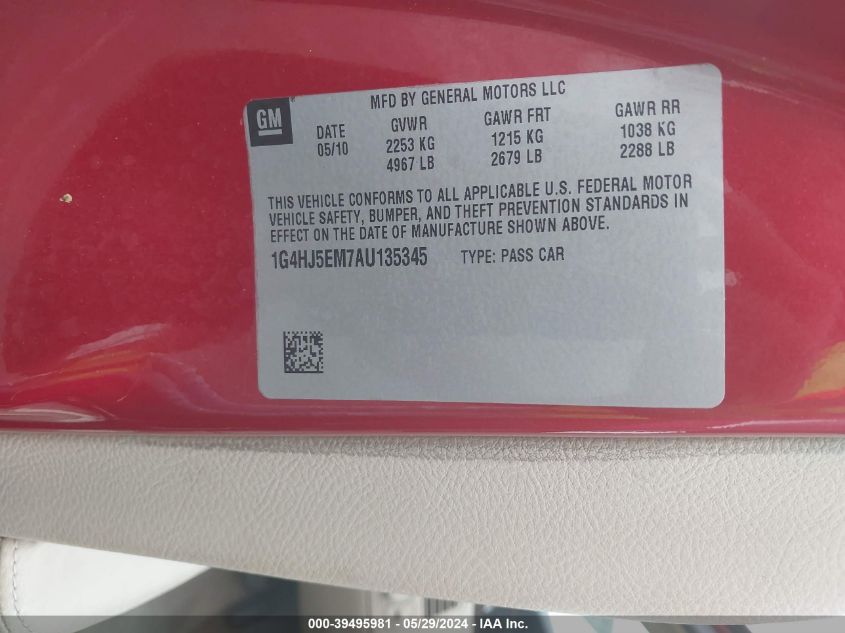 MFD BY GENERAL MOTORS LLC
GM
DATE GVWR GAWR FRT GAWR RR
05/10 2253 KG 1215 KG 1038 KG
4967 LB 2679 LB 2288 LB
THIS VEHICLE CONFORMS TO ALL APPLICABLE U.S. FEDERAL MOTOR
VEHICLE SAFETY, BUMPER, AND THEFT PREVENTION STANDARDS IN
EFFECT ON THE DATE OF MANUFACTURE SHOWN ABOVE.
1G4HJ5EM7AU135345 TYPE: PASS CAR
000-39495981 - 05/29/2024 - IAA Inc.